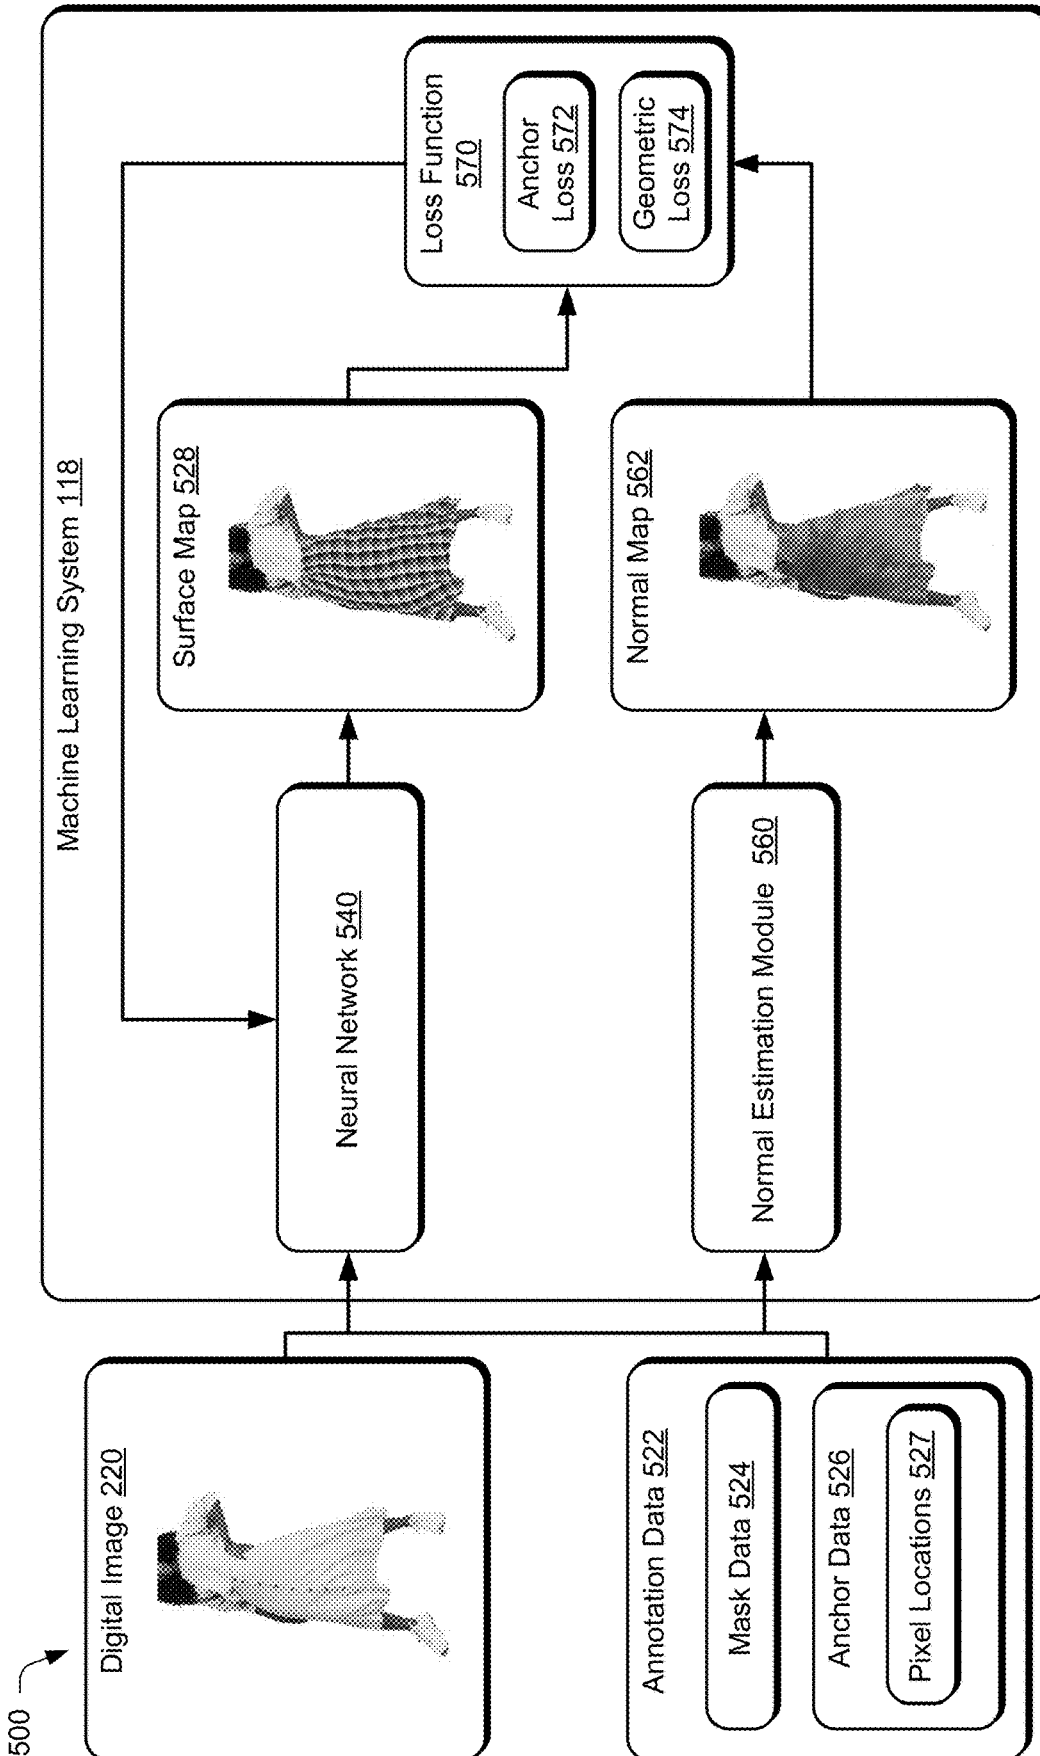 500
Digital Image 220
Annotation Data 522
Mask Data 524
Anchor Data 526
Pixel Locations 527
Machine Learning System 118
Neural Network 540
Normal Estimation Module 560
Surface Map 528
Normal Map 562
Loss Function
570
Anchor
Loss 572
Geometric
Loss 574